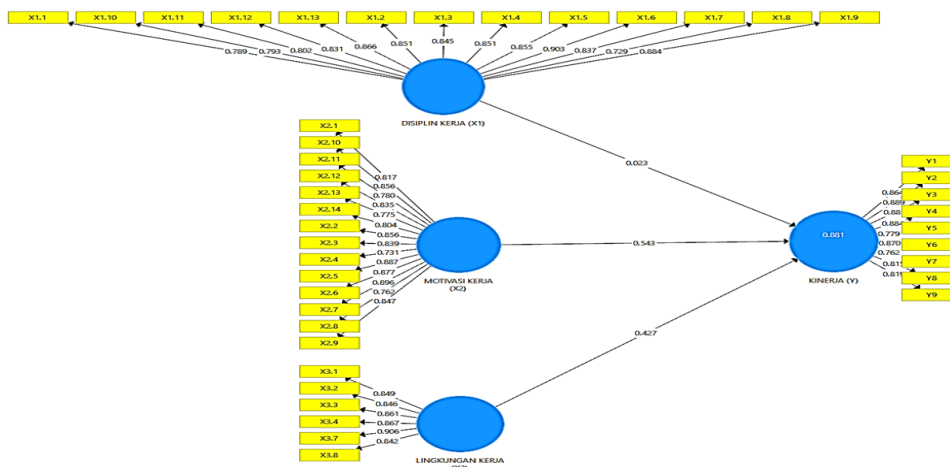 X1.1 X1.10 X1.11 X1.12 X1.13 X1.2 X1.3 X1.4 X1.5 X1.6 X1.7 X1.8 X1.9
0.789 0.793 0.802 0.831 0.866 0.851 0.845 0.851 0.855 0.903 0.837 0.729 0.884
DISIPLIN KERJA (X1)
0.023
X2.1
X2.10
X2.11
X2.12
X2.13
X2.14
X2.2
X2.3
X2.4
X2.5
X2.6
X2.7
X2.8
X2.9
0.817
0.856
0.780
0.835
0.775
0.804
0.856
0.839
0.731
0.887
0.877
0.896
0.762
0.847
MOTIVASI KERJA
(X2)
0.543
X3.1
X3.2
X3.3
X3.4
X3.7
X3.8
0.849
0.846
0.861
0.867
0.906
0.842
LINGKUNGAN KERJA
0.427
0.881
KINERJA (Y)
0.779
0.870
0.762
Y1
Y2
Y3
Y4
Y5
Y6
Y7
Y8
Y9